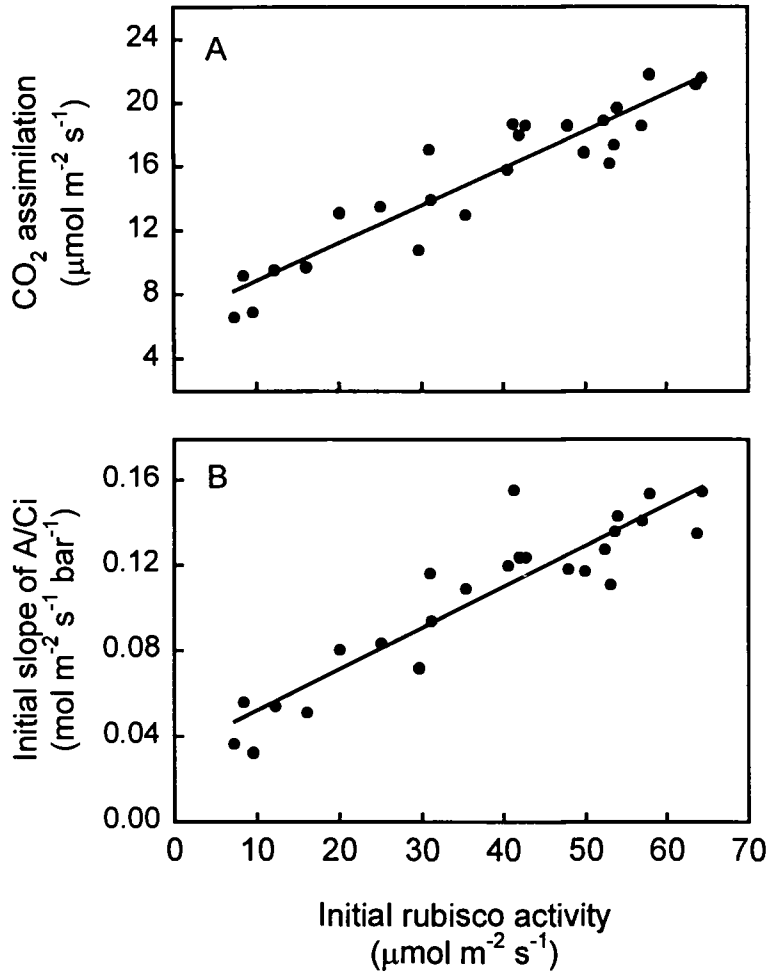 A
24
20
16
12
8
4
CO₂ assimilation
(μmol m⁻² s⁻¹)
B
0.16
0.12
0.08
0.04
0.00
Initial slope of A/Ci
(mol m⁻² s⁻¹ bar⁻¹)
0 10 20 30 40 50 60 70
Initial rubisco activity
(μmol m⁻² s⁻¹)